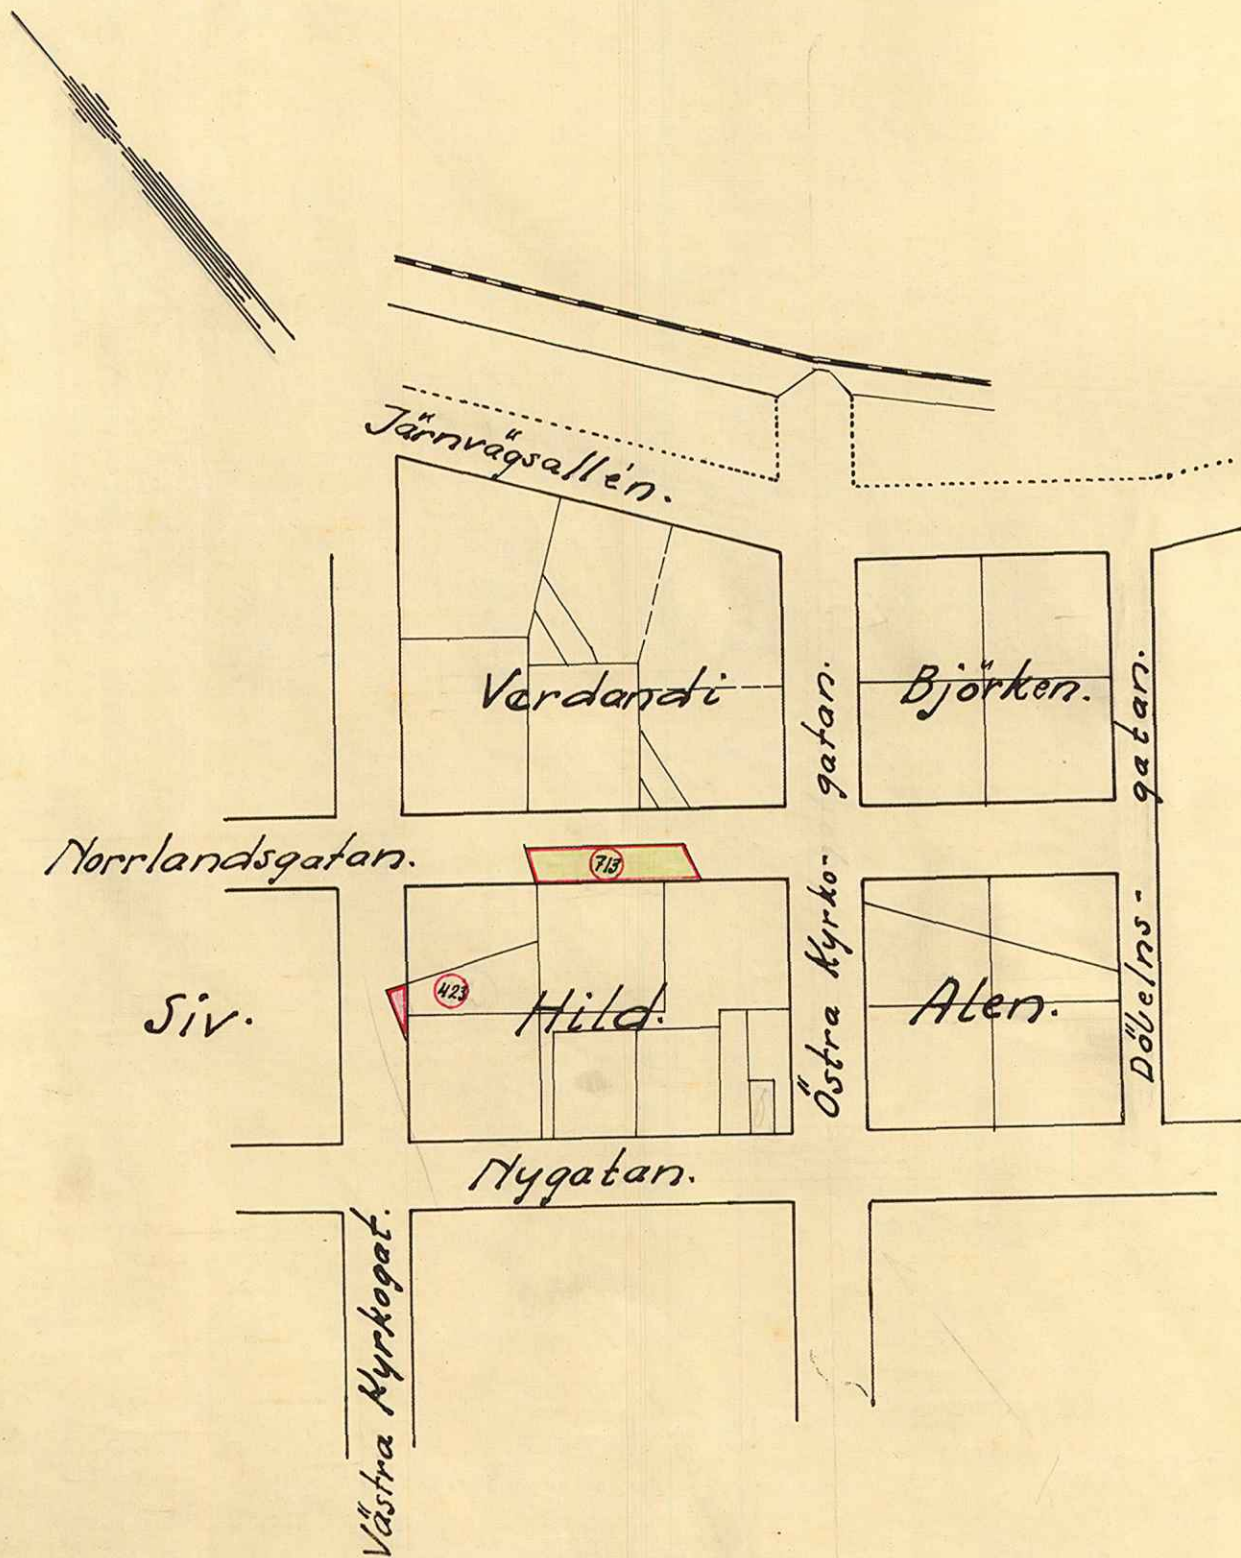 Järnvägsallén.
Verdandi
Björken.
Norrlandsgatan.
713
Östra Kyrko-gatan.
Döbelns-gatan.
Siv.
423
Hild.
Alen.
Nygatan.
Västra Kyrkogat.